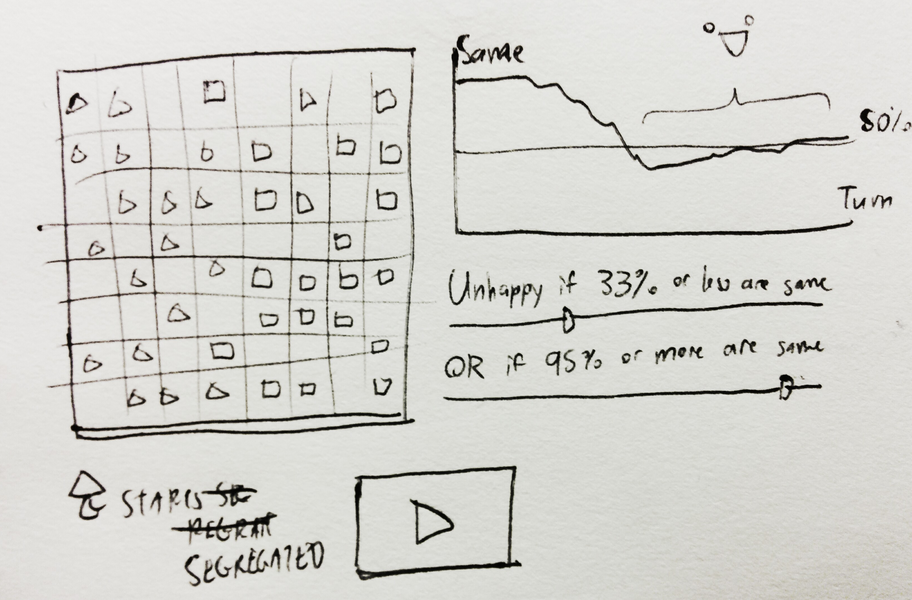 Same
80%
Turn
Unhappy if 33% or less are same
OR if 95% or more are same
STARTS SE
REGRAT
SEGREGATED